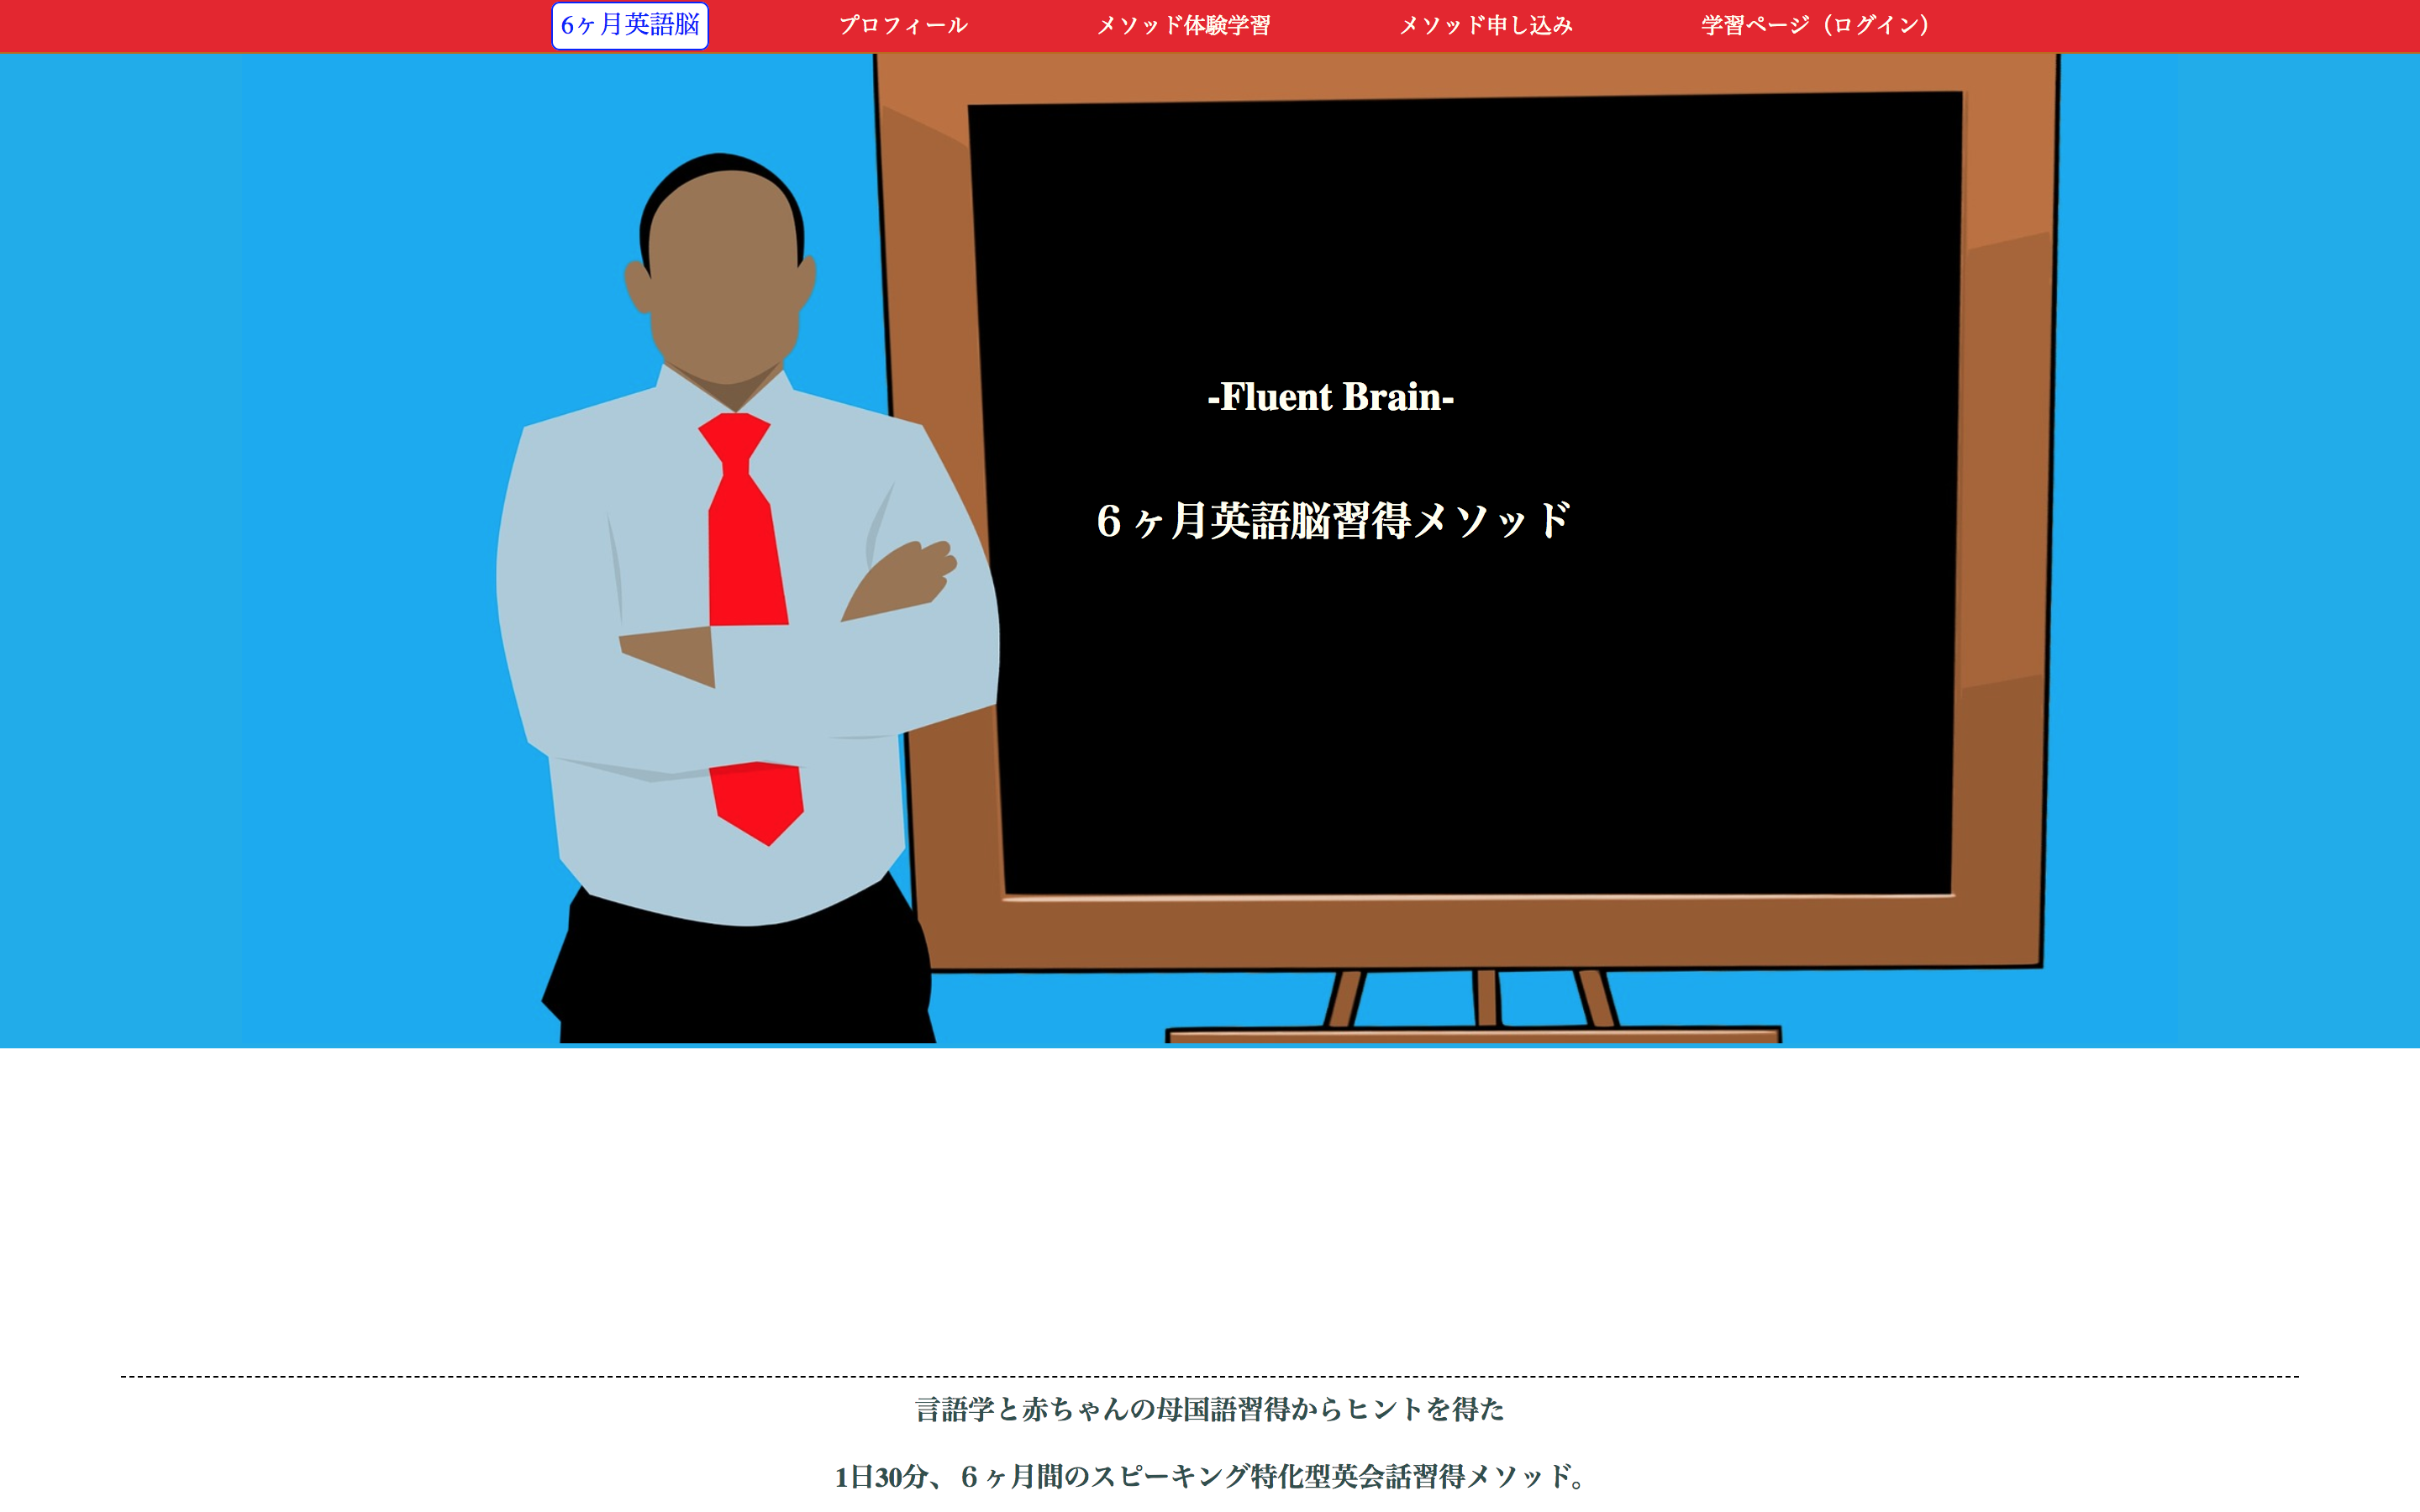 6ヶ月英語脳
プロフィール
メソッド体験学習
メソッド申し込み
学習ページ（ログイン）
-Fluent Brain-
６ヶ月英語脳習得メソッド
言語学と赤ちゃんの母国語習得からヒントを得た
1日30分、６ヶ月間のスピーキング特化型英会話習得メソッド。